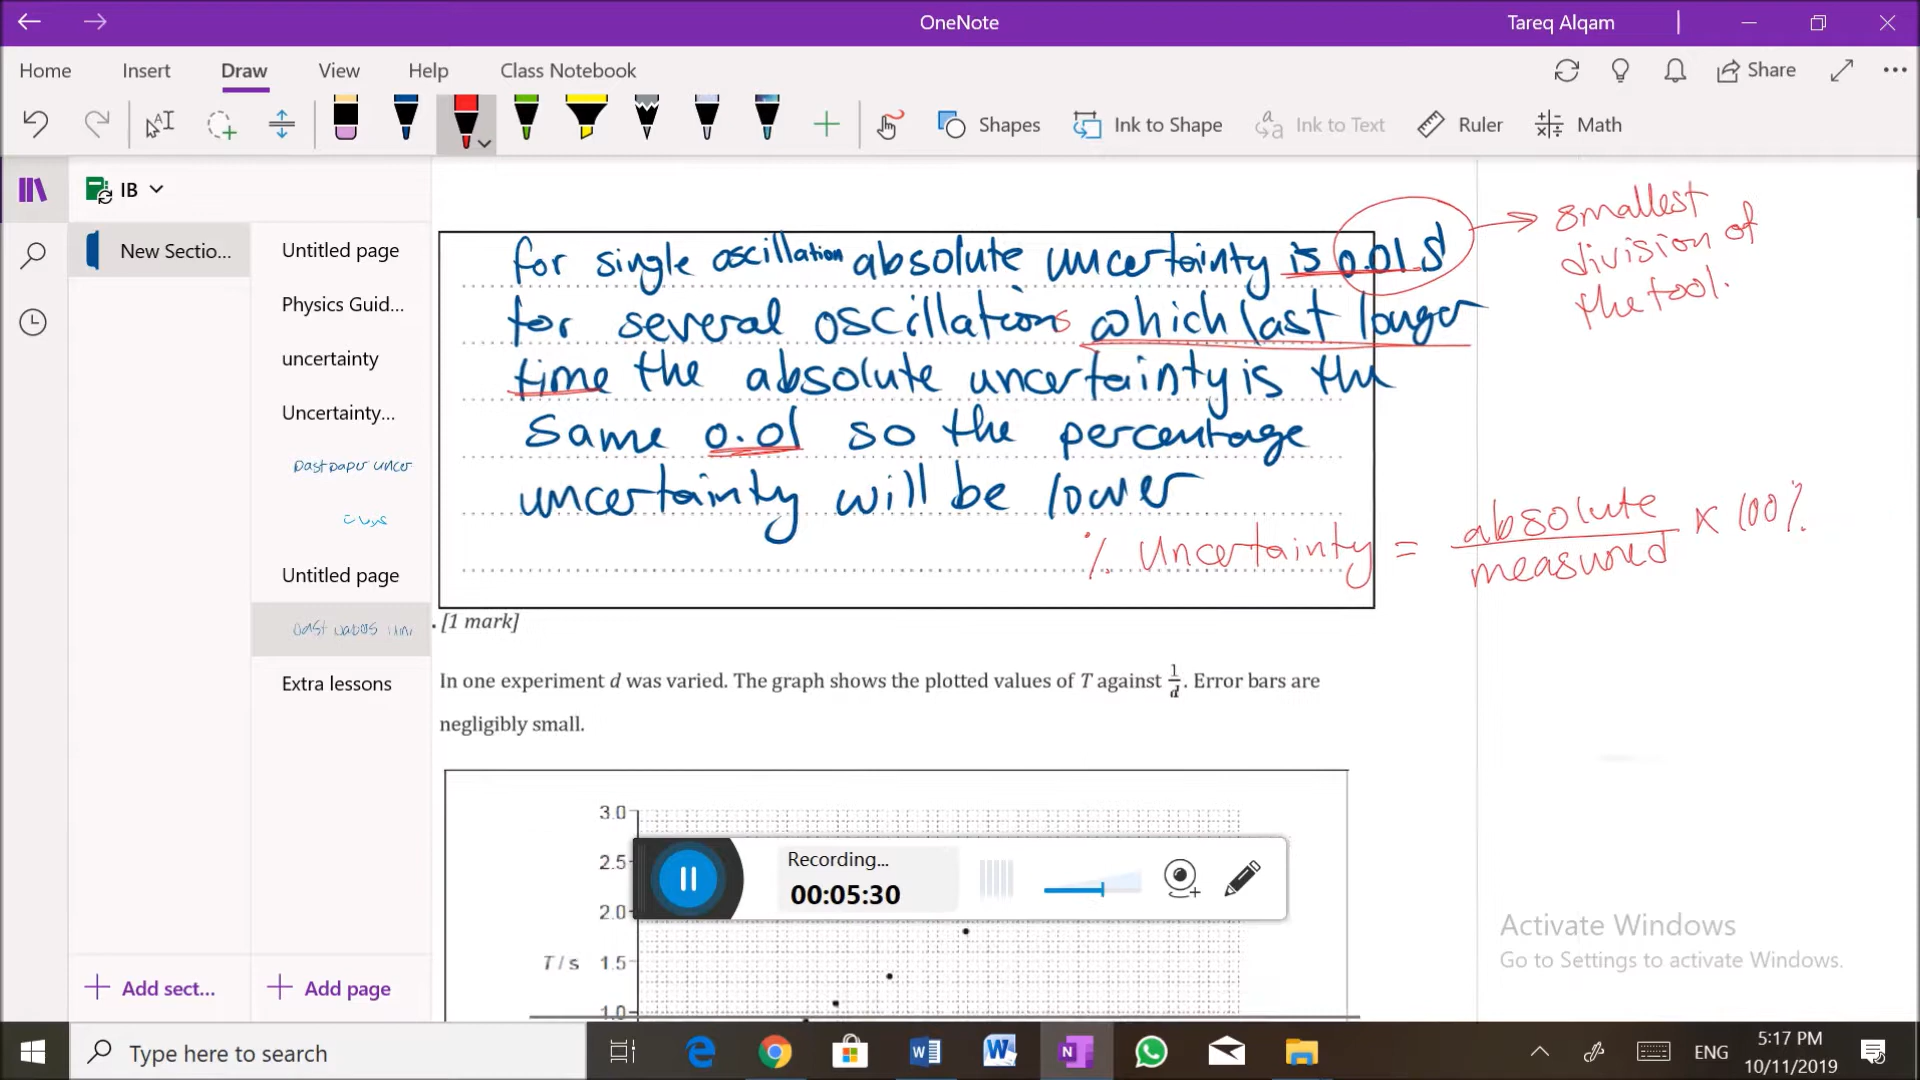 OneNote
Tareq Alqam
Home Insert Draw View Help Class Notebook
Share
Shapes Ink to Shape Ink to Text Ruler Math
IB
New Sectio...
Untitled page
Physics Guid...
uncertainty
Uncertainty...
pastpaper uncer
Untitled page
Extra lessons
for single oscillation absolute uncertainty is 0.01 s
for several oscillations which last longer
time the absolute uncertainty is the
same 0.01 so the percentage
uncertainty will be lower
smallest
division of
the tool.
% Uncertainty = absolute / measured × 100%
. [1 mark]
In one experiment d was varied. The graph shows the plotted values of T against 1/d. Error bars are
negligibly small.
3.0
2.5
2.0
T / s 1.5
1.0
Recording...
00:05:30
Activate Windows
Go to Settings to activate Windows.
Add sect... Add page
Type here to search
ENG
5:17 PM
10/11/2019